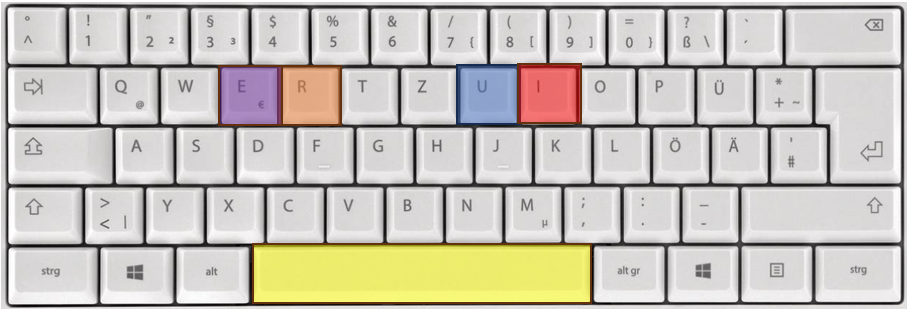 ° ! " § $ % & / ( ) = ? `
^ 1 2 ² 3 ³ 4 5 6 7 { 8 [ 9 ] 0 } ß \ ´
Q @ W E € R T Z U I O P Ü * + ~
A S D F G H J K L Ö Ä ' #
> < | Y X C V B N M µ ; , : . _ -
strg alt alt gr strg